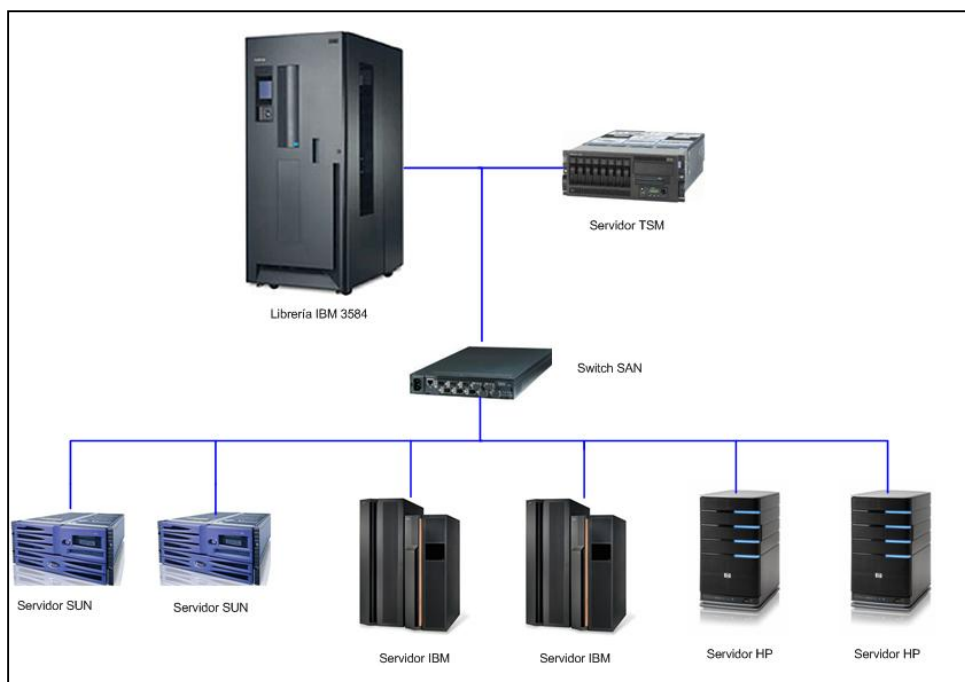 Servidor TSM
Librería IBM 3584
Switch SAN
Servidor SUN
Servidor SUN
Servidor IBM
Servidor IBM
Servidor HP
Servidor HP